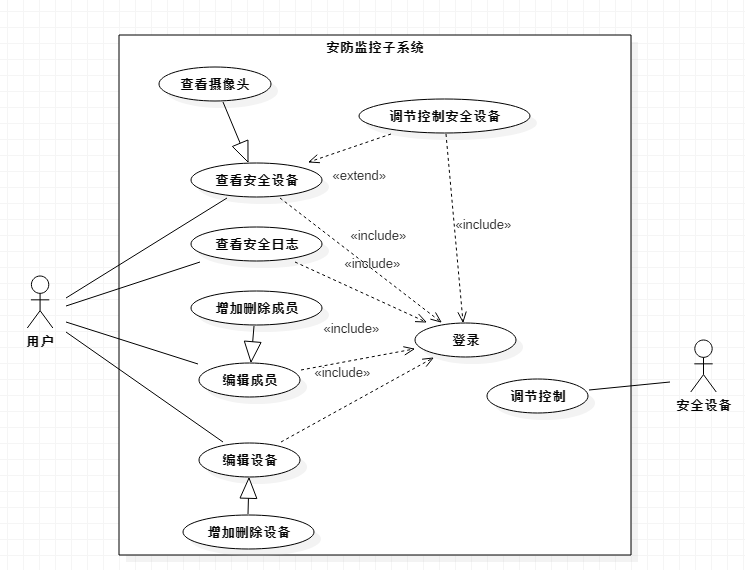 安防监控子系统
查看摄像头
调节控制安全设备
查看安全设备
«extend»
«include»
查看安全日志
«include»
«include»
增加删除成员
«include»
登录
用户
编辑成员
«include»
调节控制
安全设备
编辑设备
增加删除设备